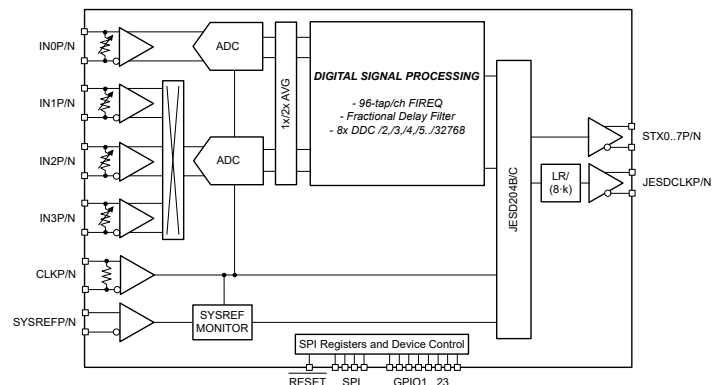 IN0P/N
IN1P/N
IN2P/N
IN3P/N
CLKP/N
SYSREFP/N
ADC
ADC
1x/2x AVG
DIGITAL SIGNAL PROCESSING
- 96-tap/ch FIREQ
- Fractional Delay Filter
- 8x DDC /2,/3,/4,/5../32768
JESD204B/C
LR/
(8·k)
STX0..7P/N
JESDCLKP/N
SYSREF
MONITOR
SPI Registers and Device Control
RESET
SPI
GPIO1..23